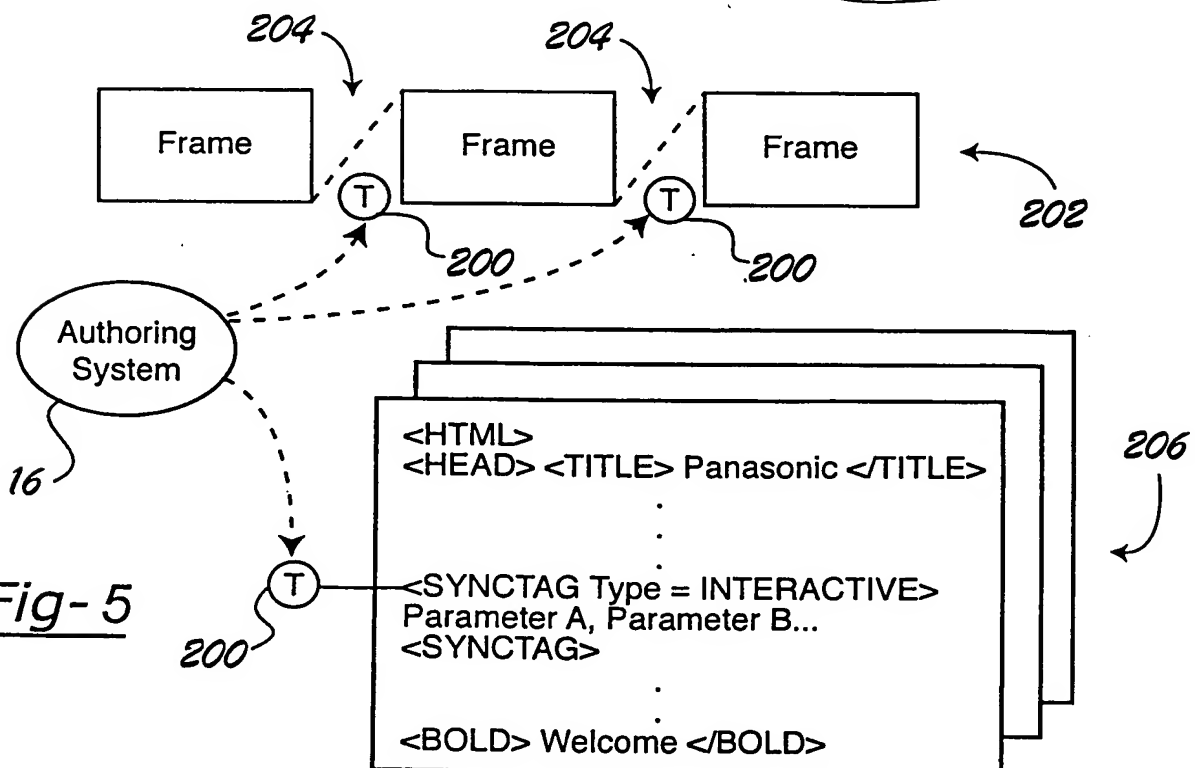 204 204
Frame Frame Frame
T T
202
200 200
Authoring
System
16
<HTML>
<HEAD> <TITLE> Panasonic </TITLE>
.
.
.
206
T
<SYNCTAG Type = INTERACTIVE>
Parameter A, Parameter B...
<SYNCTAG>
Fig-5
200
.
.
<BOLD> Welcome </BOLD>